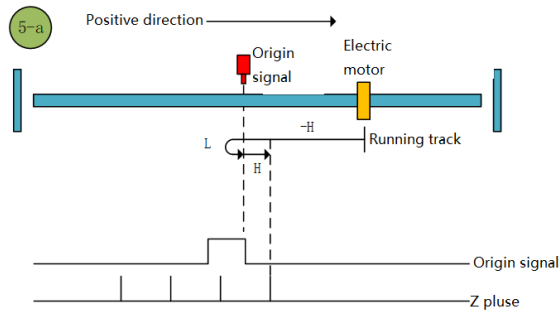 5-a
Positive direction
Origin
signal
Electric
motor
-H
Running track
L
H
Origin signal
Z pluse